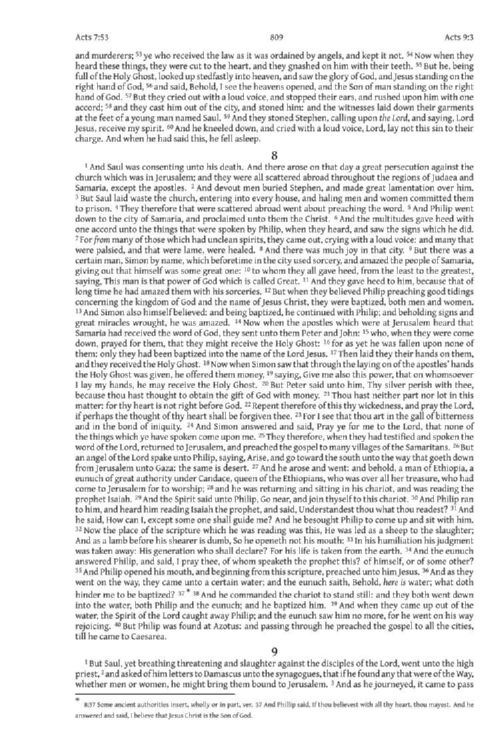 Acts 7:53 809 Acts 9:3
and murderers; 53 ye who received the law as it was ordained by angels, and kept it not. 54 Now when they
heard these things, they were cut to the heart, and they gnashed on him with their teeth. 55 But he, being
full of the Holy Ghost, looked up stedfastly into heaven, and saw the glory of God, and Jesus standing on the
right hand of God, 56 and said, Behold, I see the heavens opened, and the Son of man standing on the right
hand of God. 57 But they cried out with a loud voice, and stopped their ears, and rushed upon him with one
accord; 58 and they cast him out of the city, and stoned him: and the witnesses laid down their garments
at the feet of a young man named Saul. 59 And they stoned Stephen, calling upon the Lord, and saying, Lord
Jesus, receive my spirit. 60 And he kneeled down, and cried with a loud voice, Lord, lay not this sin to their
charge. And when he had said this, he fell asleep.
8
1 And Saul was consenting unto his death. And there arose on that day a great persecution against the
church which was in Jerusalem; and they were all scattered abroad throughout the regions of Judaea and
Samaria, except the apostles. 2 And devout men buried Stephen, and made great lamentation over him.
3 But Saul laid waste the church, entering into every house, and haling men and women committed them
to prison. 4 They therefore that were scattered abroad went about preaching the word. 5 And Philip went
down to the city of Samaria, and proclaimed unto them the Christ. 6 And the multitudes gave heed with
one accord unto the things that were spoken by Philip, when they heard, and saw the signs which he did.
7 For from many of those which had unclean spirits, they came out, crying with a loud voice: and many that
were palsied, and that were lame, were healed. 8 And there was much joy in that city. 9 But there was a
certain man, Simon by name, which beforetime in the city used sorcery, and amazed the people of Samaria,
giving out that himself was some great one: 10 to whom they all gave heed, from the least to the greatest,
saying, This man is that power of God which is called Great. 11 And they gave heed to him, because that of
long time he had amazed them with his sorceries. 12 But when they believed Philip preaching good tidings
concerning the kingdom of God and the name of Jesus Christ, they were baptized, both men and women.
13 And Simon also himself believed: and being baptized, he continued with Philip; and beholding signs and
great miracles wrought, he was amazed. 14 Now when the apostles which were at Jerusalem heard that
Samaria had received the word of God, they sent unto them Peter and John: 15 who, when they were come
down, prayed for them, that they might receive the Holy Ghost: 16 for as yet he was fallen upon none of
them: only they had been baptized into the name of the Lord Jesus. 17 Then laid they their hands on them,
and they received the Holy Ghost. 18 Now when Simon saw that through the laying on of the apostles' hands
the Holy Ghost was given, he offered them money, 19 saying, Give me also this power, that on whomsoever
I lay my hands, he may receive the Holy Ghost. 20 But Peter said unto him, Thy silver perish with thee,
because thou hast thought to obtain the gift of God with money. 21 Thou hast neither part nor lot in this
matter: for thy heart is not right before God. 22 Repent therefore of this thy wickedness, and pray the Lord,
if perhaps the thought of thy heart shall be forgiven thee. 23 For I see that thou art in the gall of bitterness
and in the bond of iniquity. 24 And Simon answered and said, Pray ye for me to the Lord, that none of
the things which ye have spoken come upon me. 25 They therefore, when they had testified and spoken the
word of the Lord, returned to Jerusalem, and preached the gospel to many villages of the Samaritans. 26 But
an angel of the Lord spake unto Philip, saying, Arise, and go toward the south unto the way that goeth down
from Jerusalem unto Gaza: the same is desert. 27 And he arose and went: and behold, a man of Ethiopia, a
eunuch of great authority under Candace, queen of the Ethiopians, who was over all her treasure, who had
come to Jerusalem for to worship; 28 and he was returning and sitting in his chariot, and was reading the
prophet Isaiah. 29 And the Spirit said unto Philip, Go near, and join thyself to this chariot. 30 And Philip ran
to him, and heard him reading Isaiah the prophet, and said, Understandest thou what thou readest? 31 And
he said, How can I, except some one shall guide me? And he besought Philip to come up and sit with him.
32 Now the place of the scripture which he was reading was this, He was led as a sheep to the slaughter;
And as a lamb before his shearer is dumb, So he openeth not his mouth: 33 In his humiliation his judgment
was taken away: His generation who shall declare? For his life is taken from the earth. 34 And the eunuch
answered Philip, and said, I pray thee, of whom speaketh the prophet this? of himself, or of some other?
35 And Philip opened his mouth, and beginning from this scripture, preached unto him Jesus. 36 And as they
went on the way, they came unto a certain water; and the eunuch saith, Behold, here is water; what doth
hinder me to be baptized? 37 * 38 And he commanded the chariot to stand still: and they both went down
into the water, both Philip and the eunuch; and he baptized him. 39 And when they came up out of the
water, the Spirit of the Lord caught away Philip; and the eunuch saw him no more, for he went on his way
rejoicing. 40 But Philip was found at Azotus: and passing through he preached the gospel to all the cities,
till he came to Caesarea.
9
1 But Saul, yet breathing threatening and slaughter against the disciples of the Lord, went unto the high
priest, 2 and asked of him letters to Damascus unto the synagogues, that if he found any that were of the Way,
whether men or women, he might bring them bound to Jerusalem. 3 And as he journeyed, it came to pass
* 8:37 Some ancient authorities insert, wholly or in part, ver. 37 And Philip said, If thou believest with all thy heart, thou mayest. And he
answered and said, I believe that Jesus Christ is the Son of God.